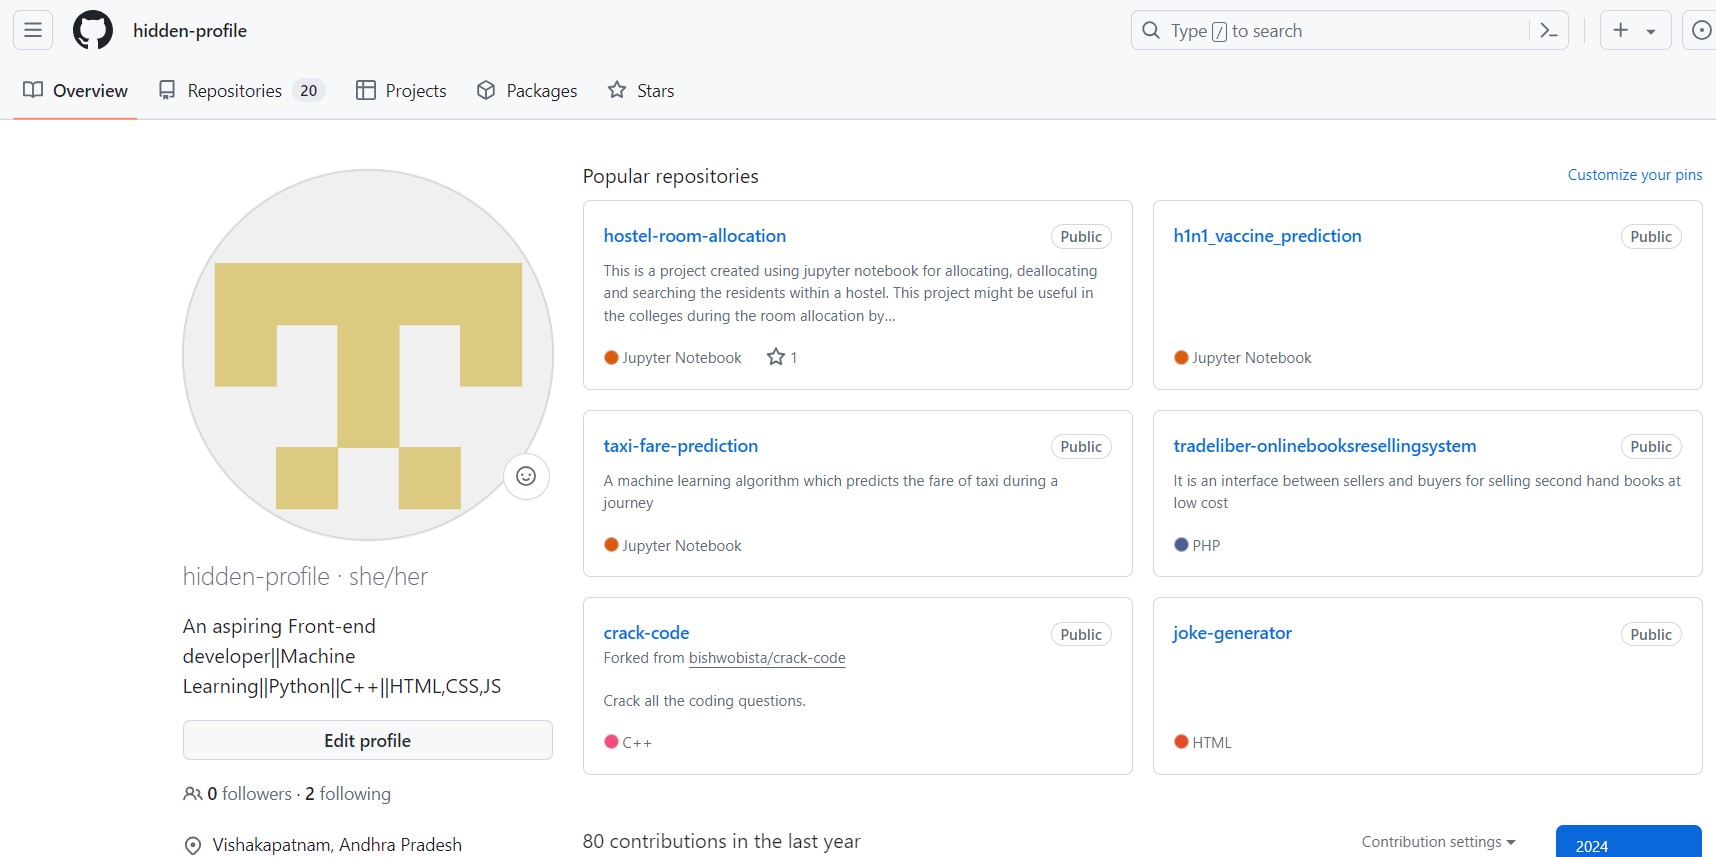 hidden-profile
Type / to search
Overview
Repositories 20
Projects
Packages
Stars
hidden-profile · she/her
An aspiring Front-end
developer||Machine
Learning||Python||C++||HTML,CSS,JS
Edit profile
0 followers · 2 following
Vishakapatnam, Andhra Pradesh
Popular repositories
Customize your pins
hostel-room-allocation
Public
This is a project created using jupyter notebook for allocating, deallocating
and searching the residents within a hostel. This project might be useful in
the colleges during the room allocation by...
Jupyter Notebook
1
h1n1_vaccine_prediction
Public
Jupyter Notebook
taxi-fare-prediction
Public
A machine learning algorithm which predicts the fare of taxi during a
journey
Jupyter Notebook
tradeliber-onlinebooksresellingsystem
Public
It is an interface between sellers and buyers for selling second hand books at
low cost
PHP
crack-code
Public
Forked from bishwobista/crack-code
Crack all the coding questions.
C++
joke-generator
Public
HTML
80 contributions in the last year
Contribution settings
2024